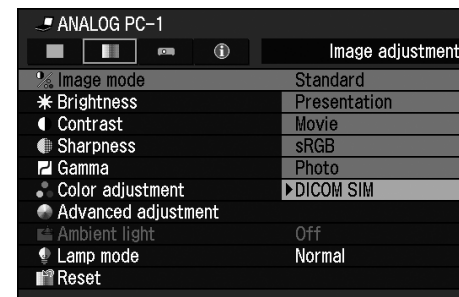 ANALOG PC-1
Image adjustment
Image mode Standard
Brightness Presentation
Contrast Movie
Sharpness sRGB
Gamma Photo
Color adjustment DICOM SIM
Advanced adjustment
Ambient light Off
Lamp mode Normal
Reset